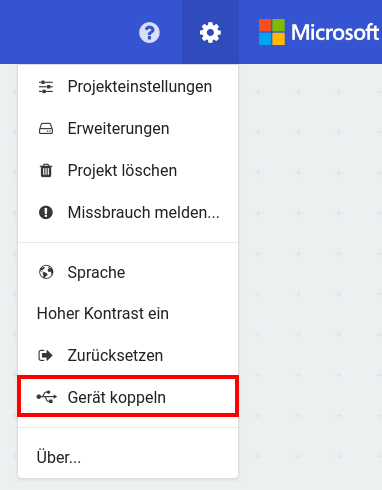 ?
Microsoft
Projekteinstellungen
Erweiterungen
Projekt löschen
Missbrauch melden...
Sprache
Hoher Kontrast ein
Zurücksetzen
Gerät koppeln
Über...